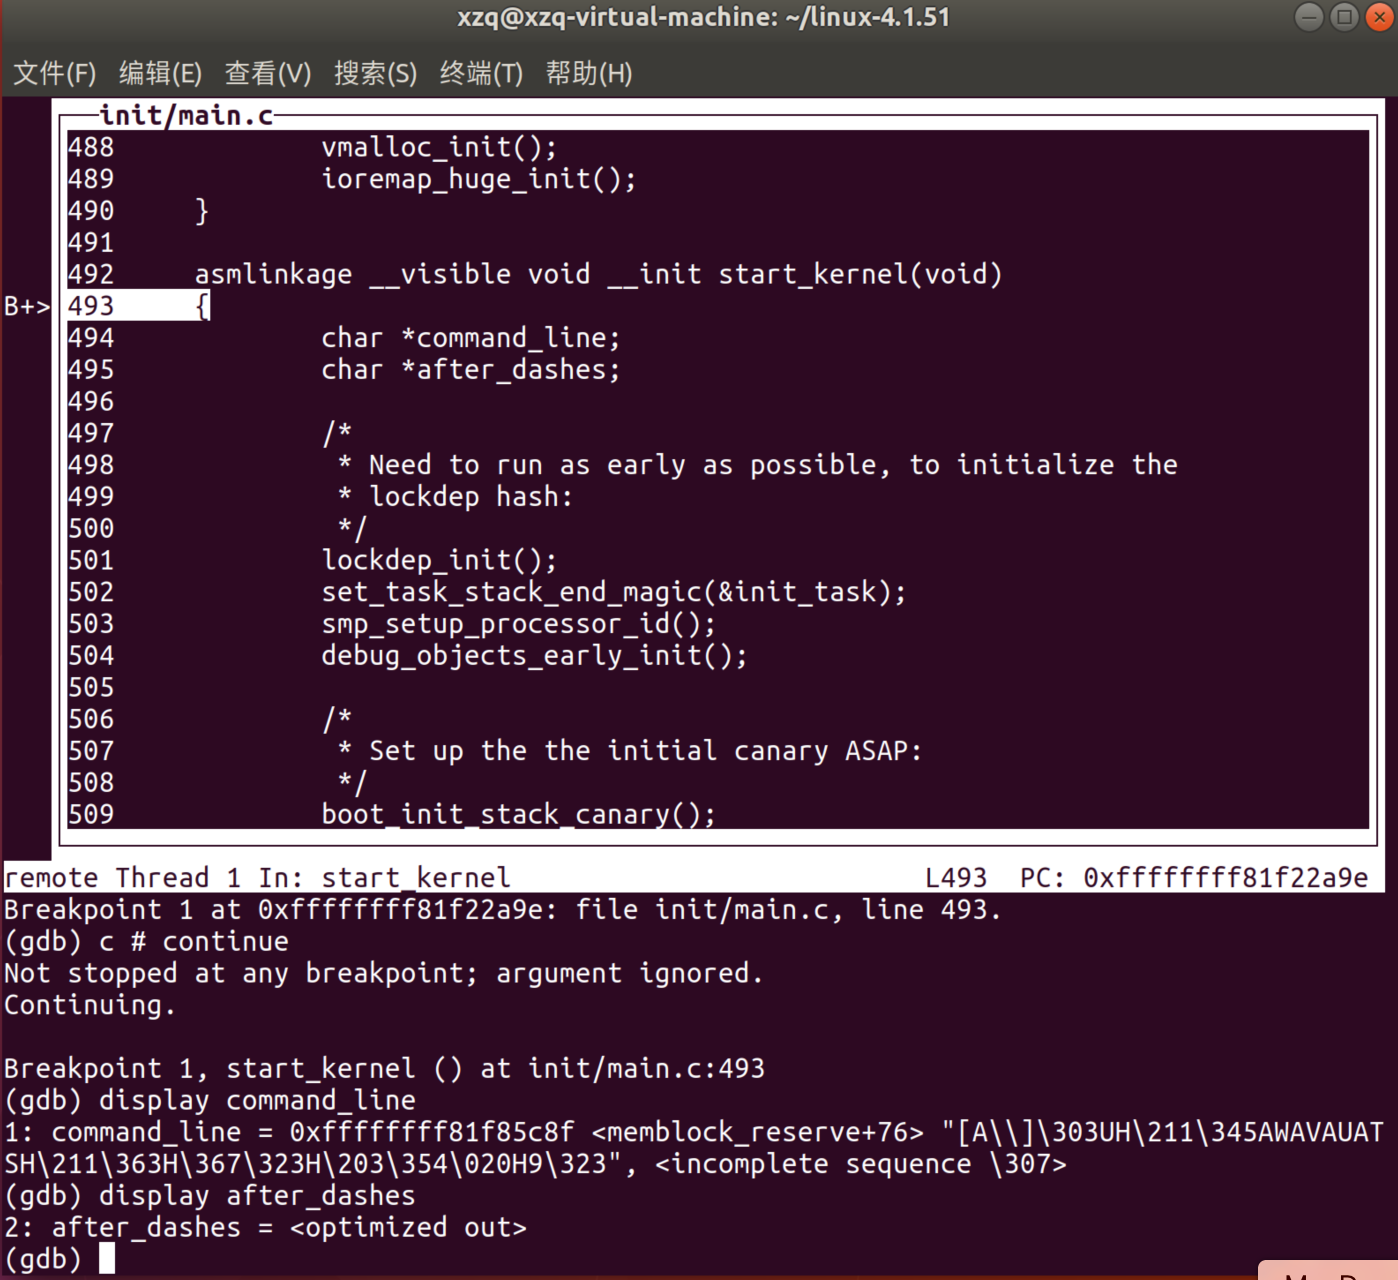 xzq@xzq-virtual-machine: ~/linux-4.1.51
文件(F) 编辑(E) 查看(V) 搜索(S) 终端(T) 帮助(H)
init/main.c
488 vmalloc_init();
489 ioremap_huge_init();
490 }
491
492 asmlinkage __visible void __init start_kernel(void)
B+> 493 {
494 char *command_line;
495 char *after_dashes;
496
497 /*
498 * Need to run as early as possible, to initialize the
499 * lockdep hash:
500 */
501 lockdep_init();
502 set_task_stack_end_magic(&init_task);
503 smp_setup_processor_id();
504 debug_objects_early_init();
505
506 /*
507 * Set up the the initial canary ASAP:
508 */
509 boot_init_stack_canary();
remote Thread 1 In: start_kernel L493 PC: 0xffffffff81f22a9e
Breakpoint 1 at 0xffffffff81f22a9e: file init/main.c, line 493.
(gdb) c # continue
Not stopped at any breakpoint; argument ignored.
Continuing.
Breakpoint 1, start_kernel () at init/main.c:493
(gdb) display command_line
1: command_line = 0xffffffff81f85c8f <memblock_reserve+76> "[A\\]\303UH\211\345AWAVAUAT
SH\211\363H\367\323H\203\354\020H9\323", <incomplete sequence \307>
(gdb) display after_dashes
2: after_dashes = <optimized out>
(gdb)